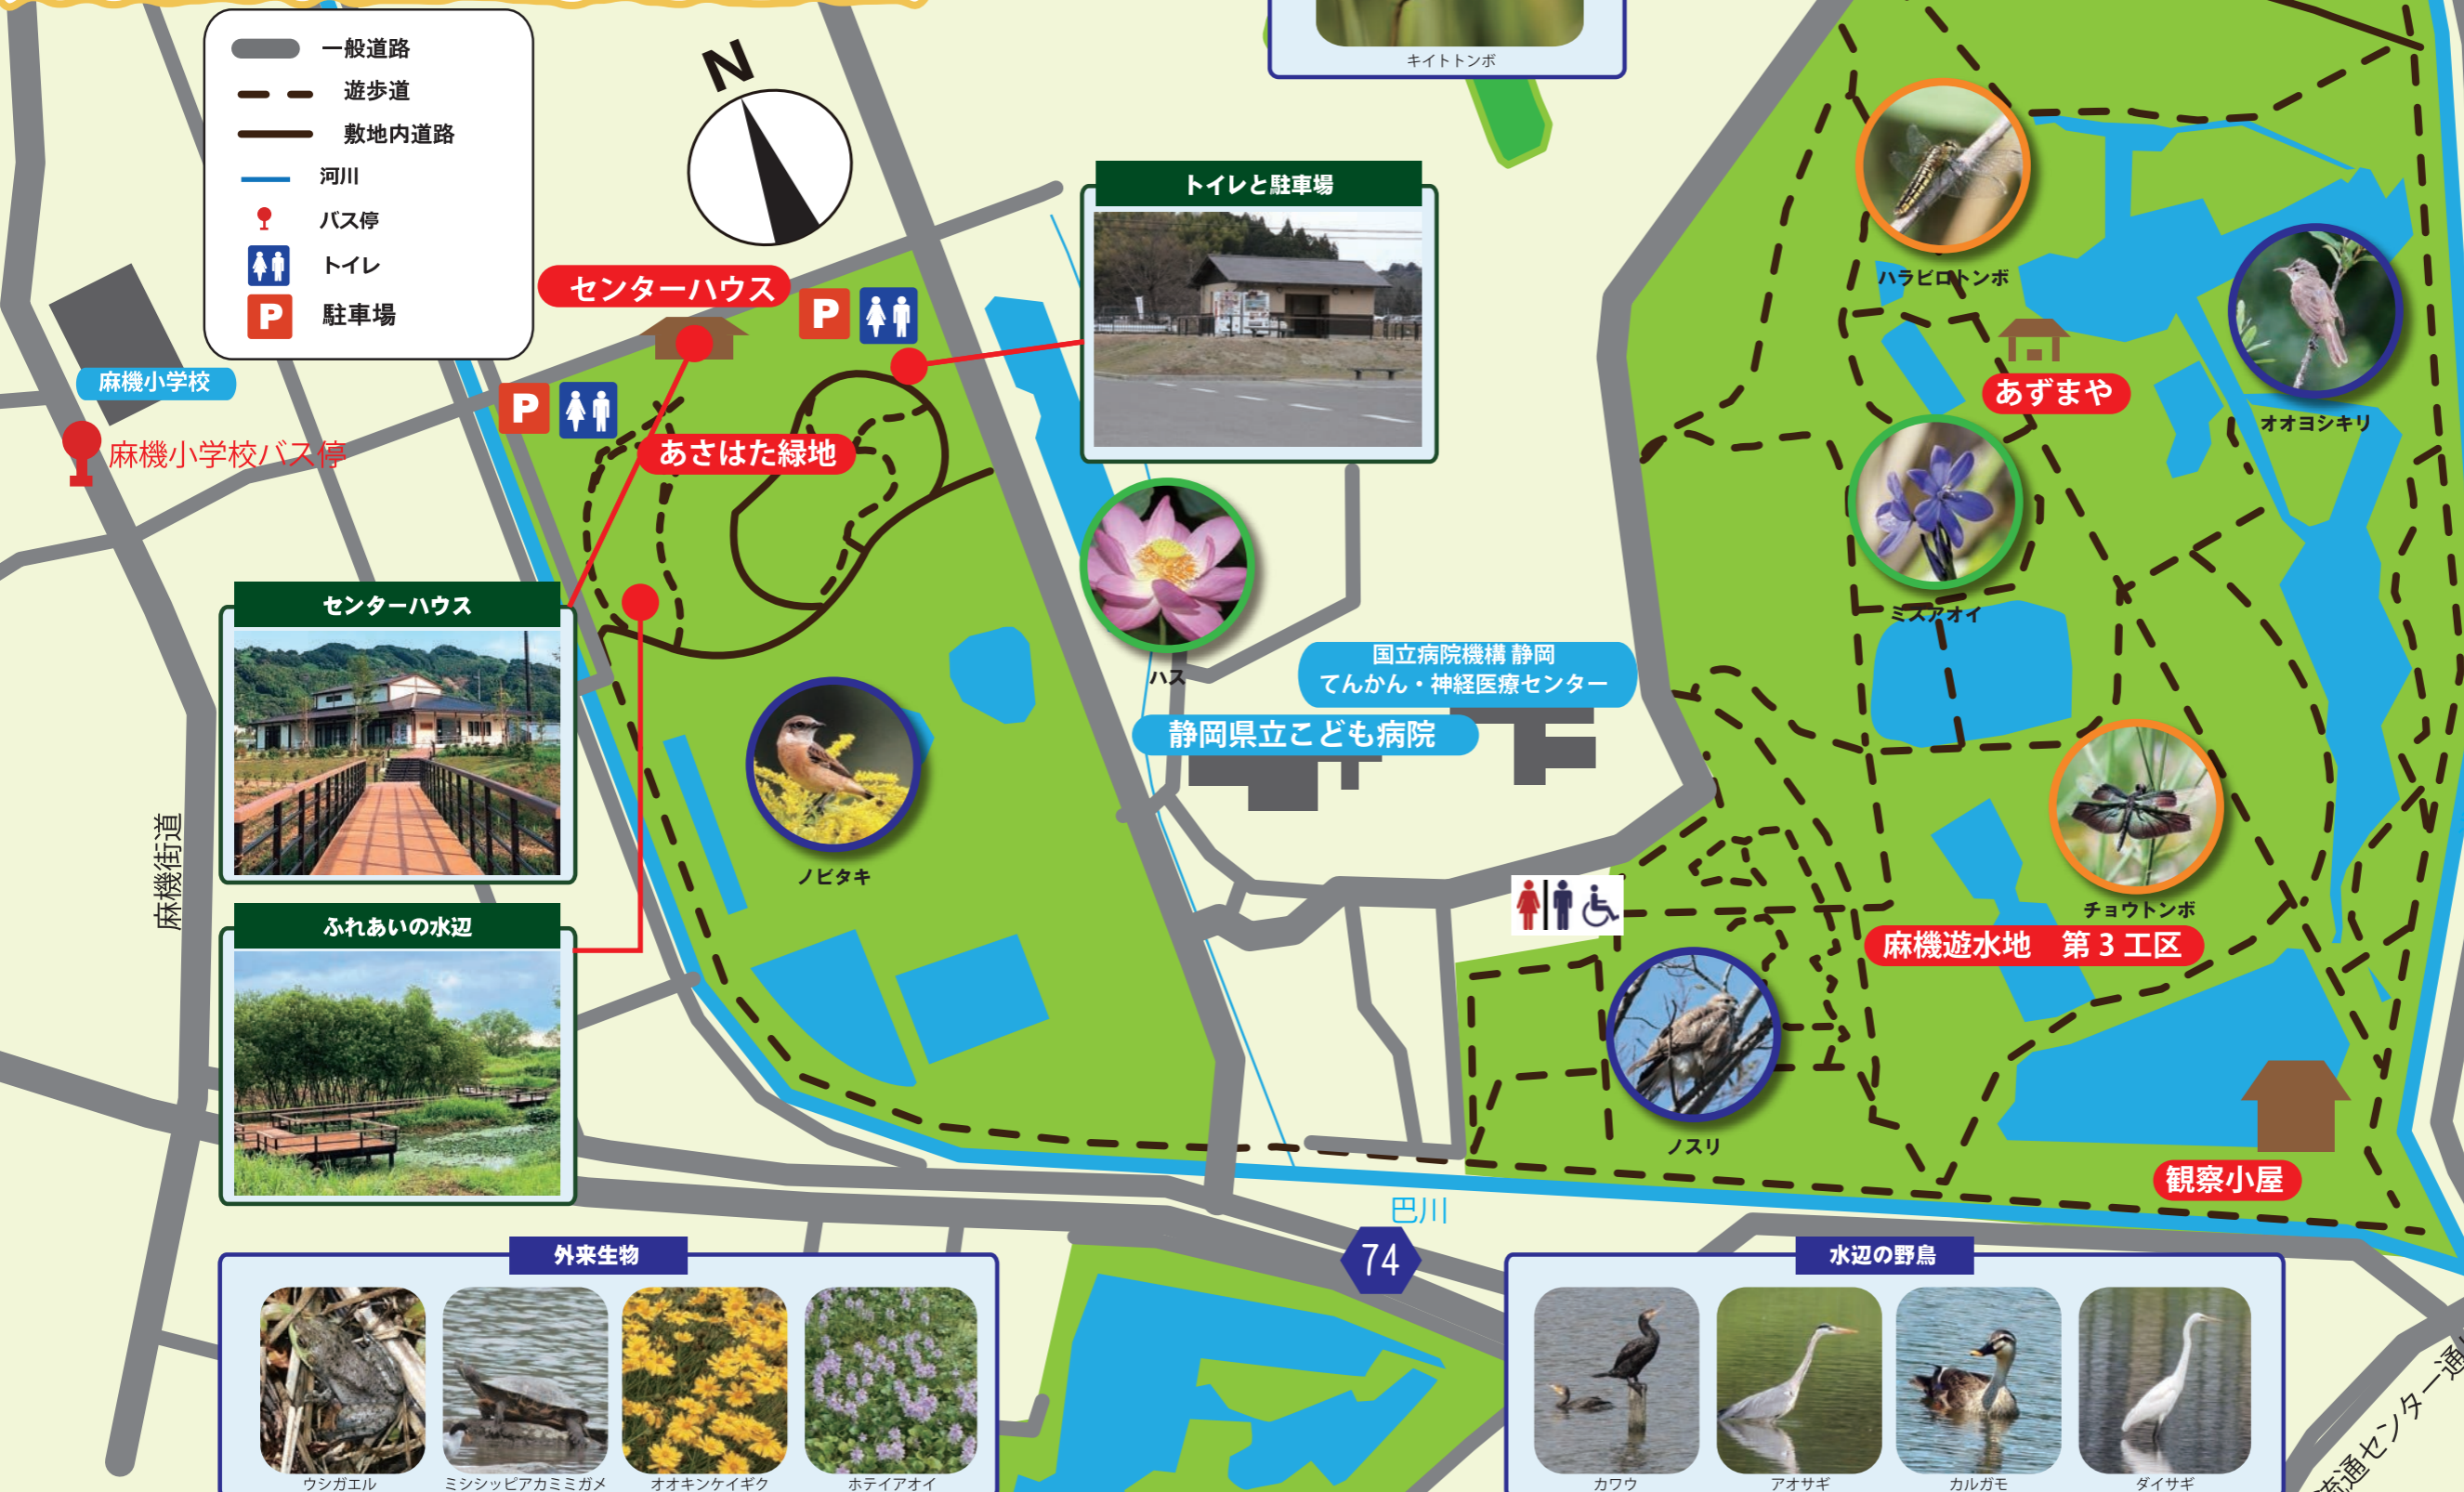 一般道路
遊歩道
敷地内道路
河川
バス停
トイレ
P
駐車場
N
キイトトンボ
トイレと駐車場
センターハウス
P
P
あさはた緑地
麻機小学校
麻機小学校バス停
ハラビロトンボ
あずまや
オオヨシキリ
ミズアオイ
センターハウス
ハス
国立病院機構 静岡
てんかん・神経医療センター
静岡県立こども病院
麻機街道
ノビタキ
ふれあいの水辺
チョウトンボ
麻機遊水地　第 3 工区
ノスリ
観察小屋
巴川
74
外来生物
ウシガエル
ミシシッピアカミミガメ
オオキンケイギク
ホテイアオイ
水辺の野鳥
カワウ
アオサギ
カルガモ
ダイサギ
流通センター通